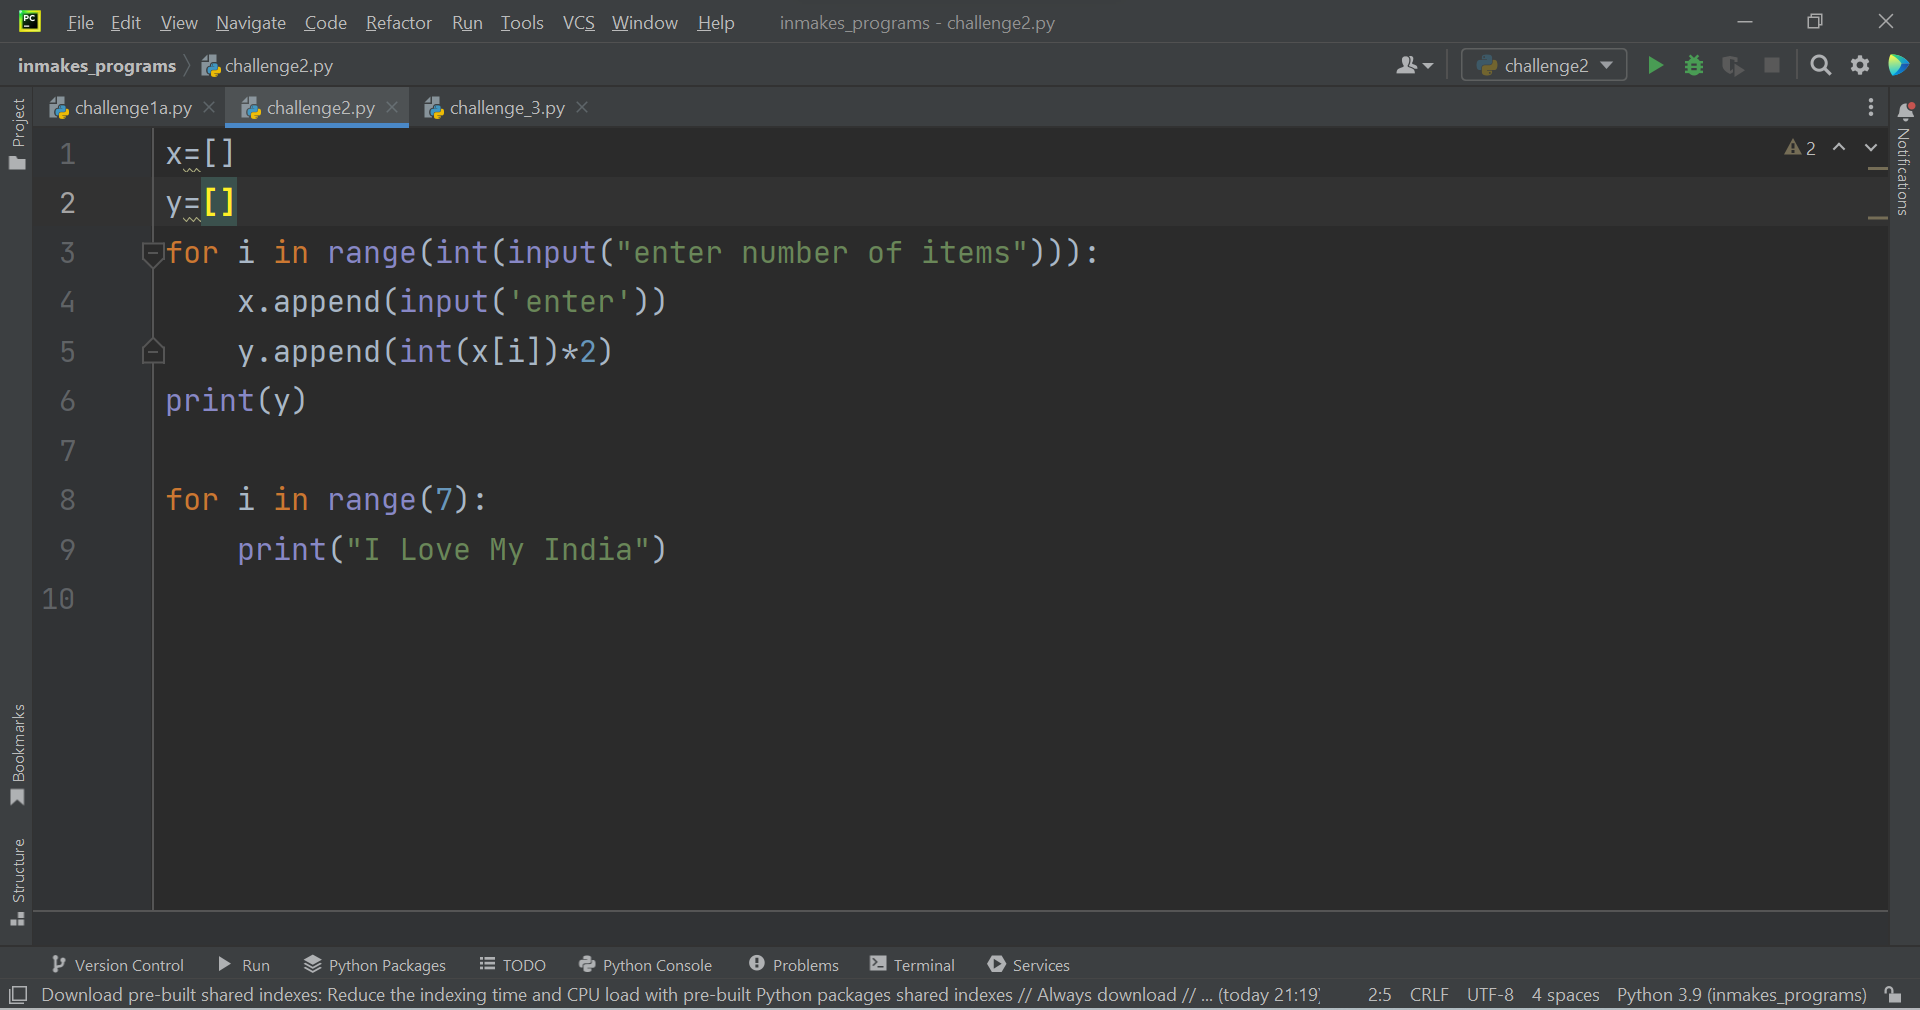 PC File Edit View Navigate Code Refactor Run Tools VCS Window Help inmakes_programs - challenge2.py
inmakes_programs challenge2.py challenge2
challenge1a.py challenge2.py challenge_3.py
Project
Notifications
2
1 x=[]
2 y=[]
3 for i in range(int(input("enter number of items"))):
4     x.append(input('enter'))
5     y.append(int(x[i])*2)
6 print(y)
7
8 for i in range(7):
9     print("I Love My India")
10
Bookmarks
Structure
Version Control Run Python Packages TODO Python Console Problems Terminal Services
Download pre-built shared indexes: Reduce the indexing time and CPU load with pre-built Python packages shared indexes // Always download // ... (today 21:19) 2:5 CRLF UTF-8 4 spaces Python 3.9 (inmakes_programs)